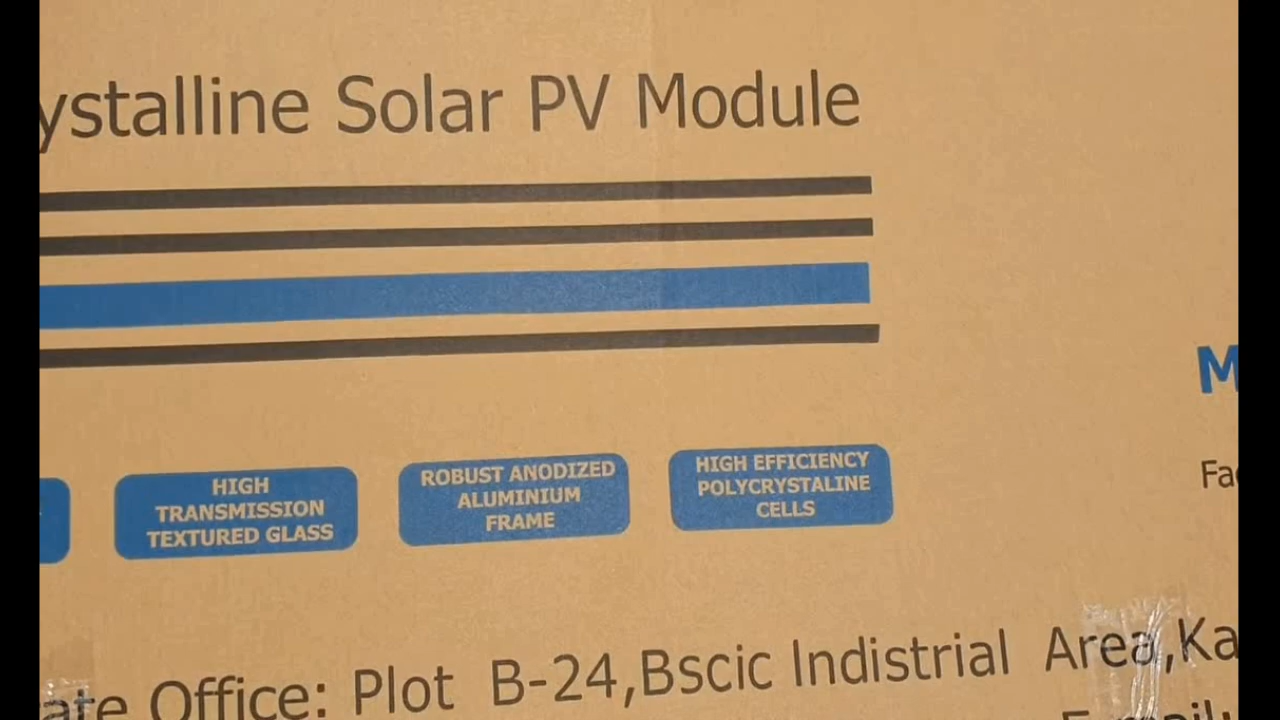 ystalline Solar PV Module
HIGH
TRANSMISSION
TEXTURED GLASS
ROBUST ANODIZED
ALUMINIUM
FRAME
HIGH EFFICIENCY
POLYCRYSTALINE
CELLS
M
Fa
ate Office: Plot B-24,Bscic Indistrial Area,Ka